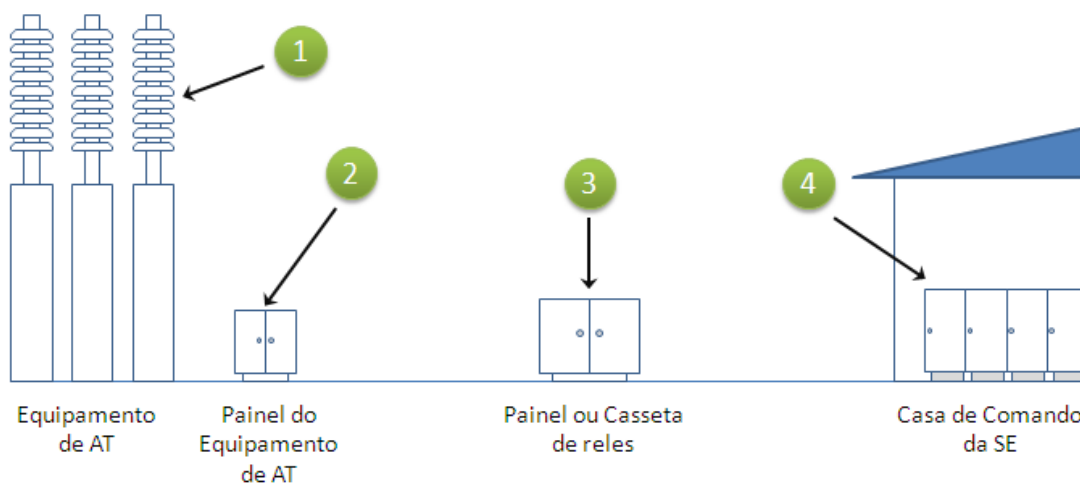 1
2
3
4
Equipamento
de AT
Painel do
Equipamento
de AT
Painel ou Casseta
de reles
Casa de Comando
da SE